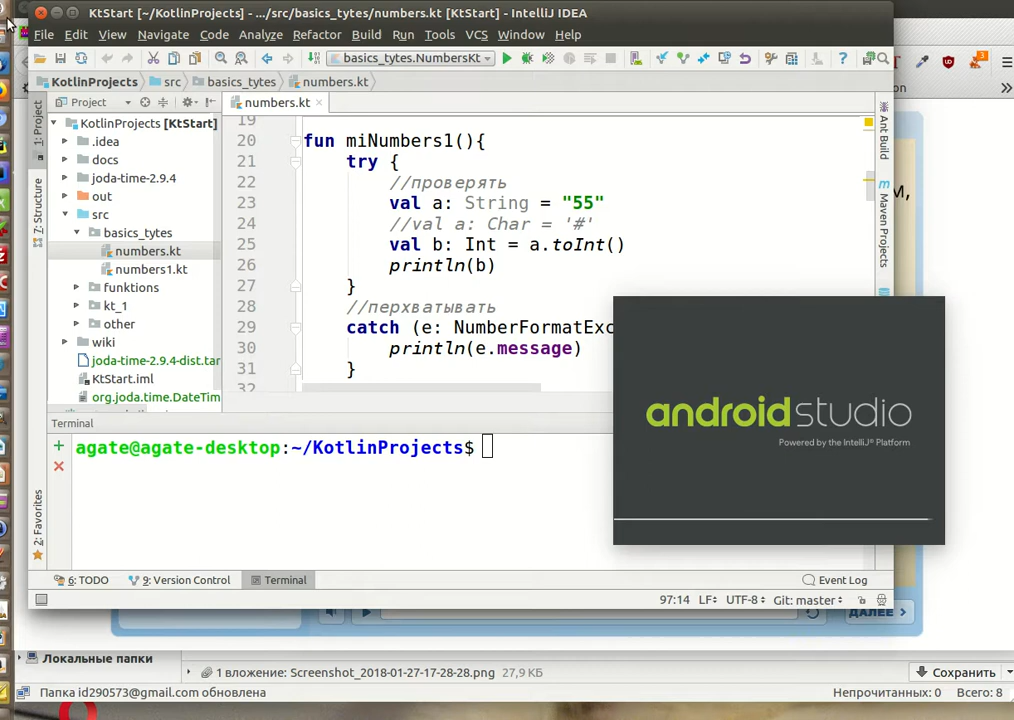 KtStart [~/KotlinProjects] - .../src/basics_tytes/numbers.kt [KtStart] - IntelliJ IDEA
File Edit View Navigate Code Analyze Refactor Build Run Tools VCS Window Help
basics_types.NumbersKt
KotlinProjects src basics_tytes numbers.kt
Project
numbers.kt
1: Project
2: Structure
2: Favorites
KotlinProjects [KtStart]
.idea
docs
joda-time-2.9.4
out
src
basics_tytes
numbers.kt
numbers1.kt
funktions
kt_1
other
wiki
joda-time-2.9.4-dist.tar
KtStart.iml
org.joda.time.DateTim
19
20 fun miNumbers1(){
21 try {
22 //проверять
23 val a: String = "55"
24 //val a: Char = '#'
25 val b: Int = a.toInt()
26 println(b)
27 }
28 //перхватывать
29 catch (e: NumberFormatExc
30 println(e.message)
31 }
32
Ant Build
Maven Projects
androidstudio
Powered by the IntelliJ® Platform
Terminal
agate@agate-desktop:~/KotlinProjects$
6: TODO 9: Version Control Terminal Event Log
97:14 LF UTF-8 Git: master
ДАЛЕЕ
Локальные папки
1 вложение: Screenshot_2018-01-27-17-28-28.png 27,9 КБ
Сохранить
Папка id290573@gmail.com обновлена
Непрочитанных: 0 Всего: 8